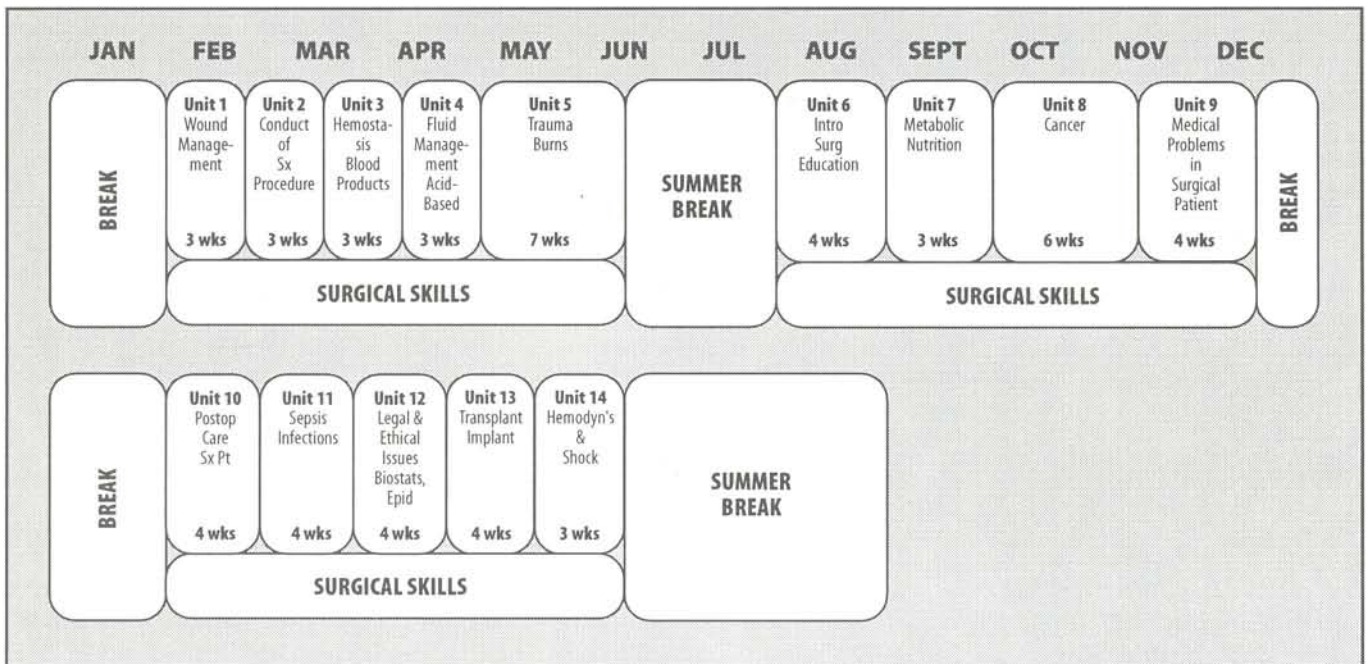 JAN FEB MAR APR MAY JUN JUL AUG SEPT OCT NOV DEC
BREAK
Unit 1
Wound
Manage-
ment
3 wks
Unit 2
Conduct
of
Sx
Procedure
3 wks
Unit 3
Hemosta-
sis
Blood
Products
3 wks
Unit 4
Fluid
Manage-
ment
Acid-
Based
3 wks
Unit 5
Trauma
Burns
7 wks
SURGICAL SKILLS
SUMMER
BREAK
Unit 6
Intro
Surg
Education
4 wks
Unit 7
Metabolic
Nutrition
3 wks
Unit 8
Cancer
6 wks
Unit 9
Medical
Problems
in
Surgical
Patient
4 wks
SURGICAL SKILLS
BREAK
BREAK
Unit 10
Postop
Care
Sx Pt
4 wks
Unit 11
Sepsis
Infections
4 wks
Unit 12
Legal &
Ethical
Issues
Biostats,
Epid
4 wks
Unit 13
Transplant
Implant
4 wks
Unit 14
Hemodyn's
&
Shock
3 wks
SURGICAL SKILLS
SUMMER
BREAK